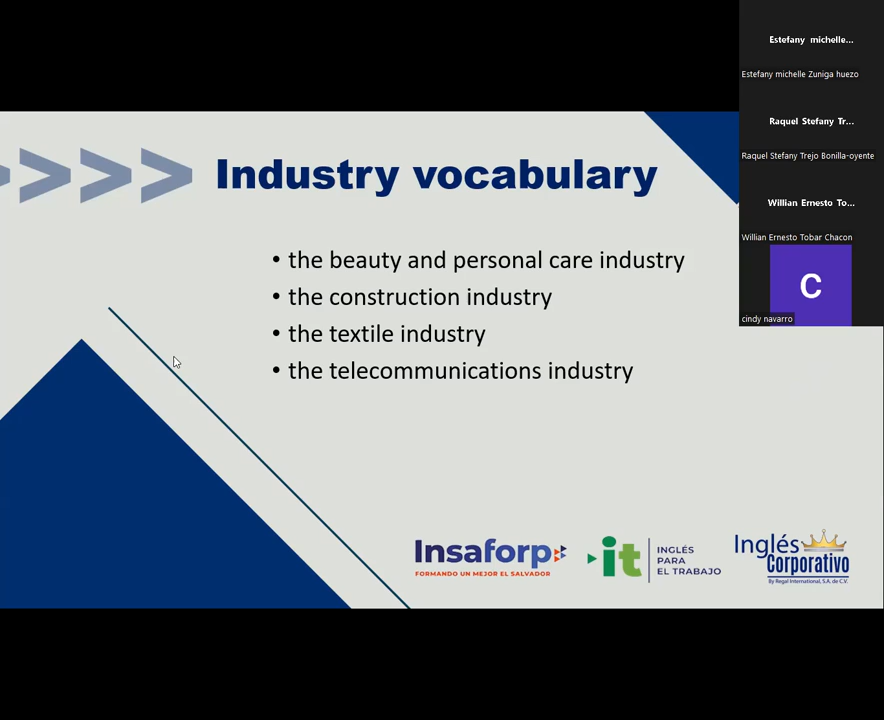 Estefany michelle...
Estefany michelle Zuniga huezo
Raquel Stefany Tr...
Raquel Stefany Trejo Bonilla-oyente
Willian Ernesto To...
Willian Ernesto Tobar Chacon
C
cindy navarro
>>>>
Industry vocabulary
• the beauty and personal care industry
• the construction industry
• the textile industry
• the telecommunications industry
Insaforp
FORMANDO UN MEJOR EL SALVADOR
it
INGLÉS
PARA
EL TRABAJO
Inglés
Corporativo
By Regal International, S.A. de C.V.